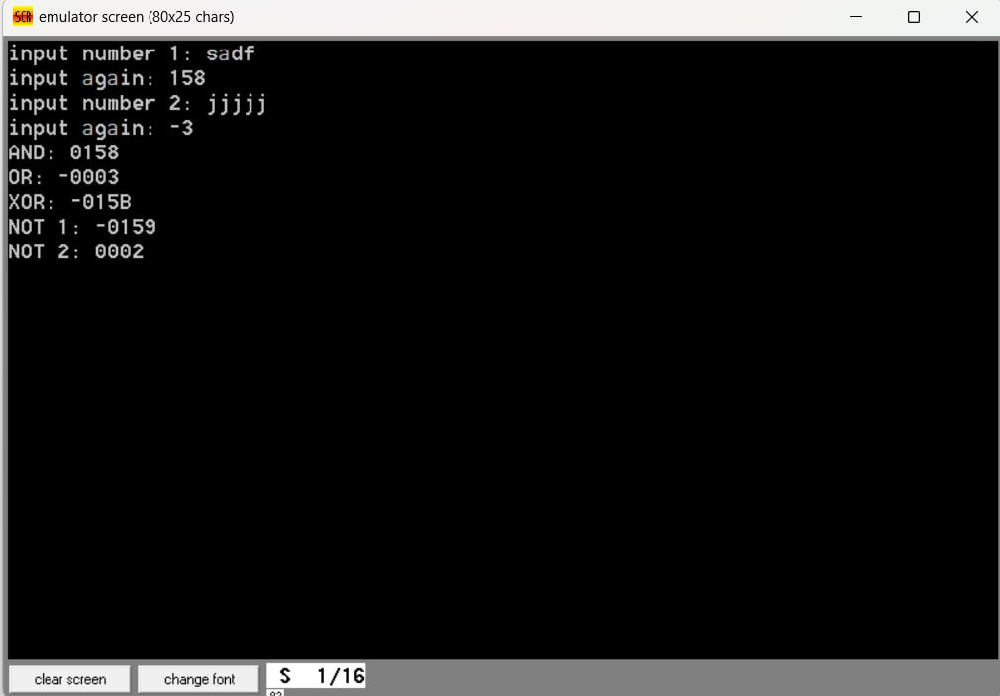 SCR emulator screen (80x25 chars)
input number 1: sadf
input again: 158
input number 2: jjjjj
input again: -3
AND: 0158
OR: -0003
XOR: -015B
NOT 1: -0159
NOT 2: 0002
clear screen change font S 1/16